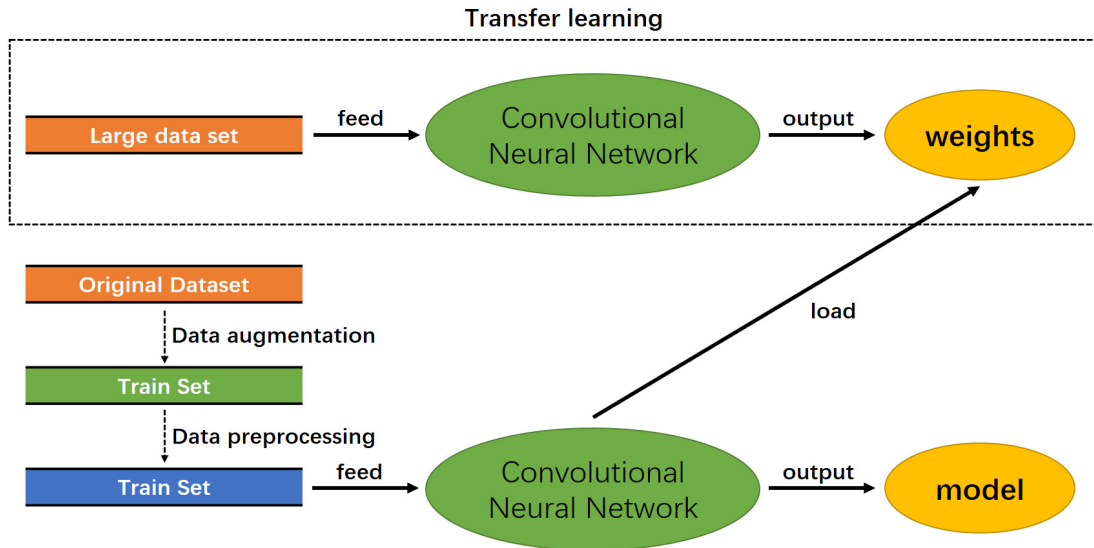 Transfer learning
Large data set
feed
Convolutional
Neural Network
output
weights
Original Dataset
Data augmentation
load
Train Set
Data preprocessing
Train Set
feed
Convolutional
Neural Network
output
model